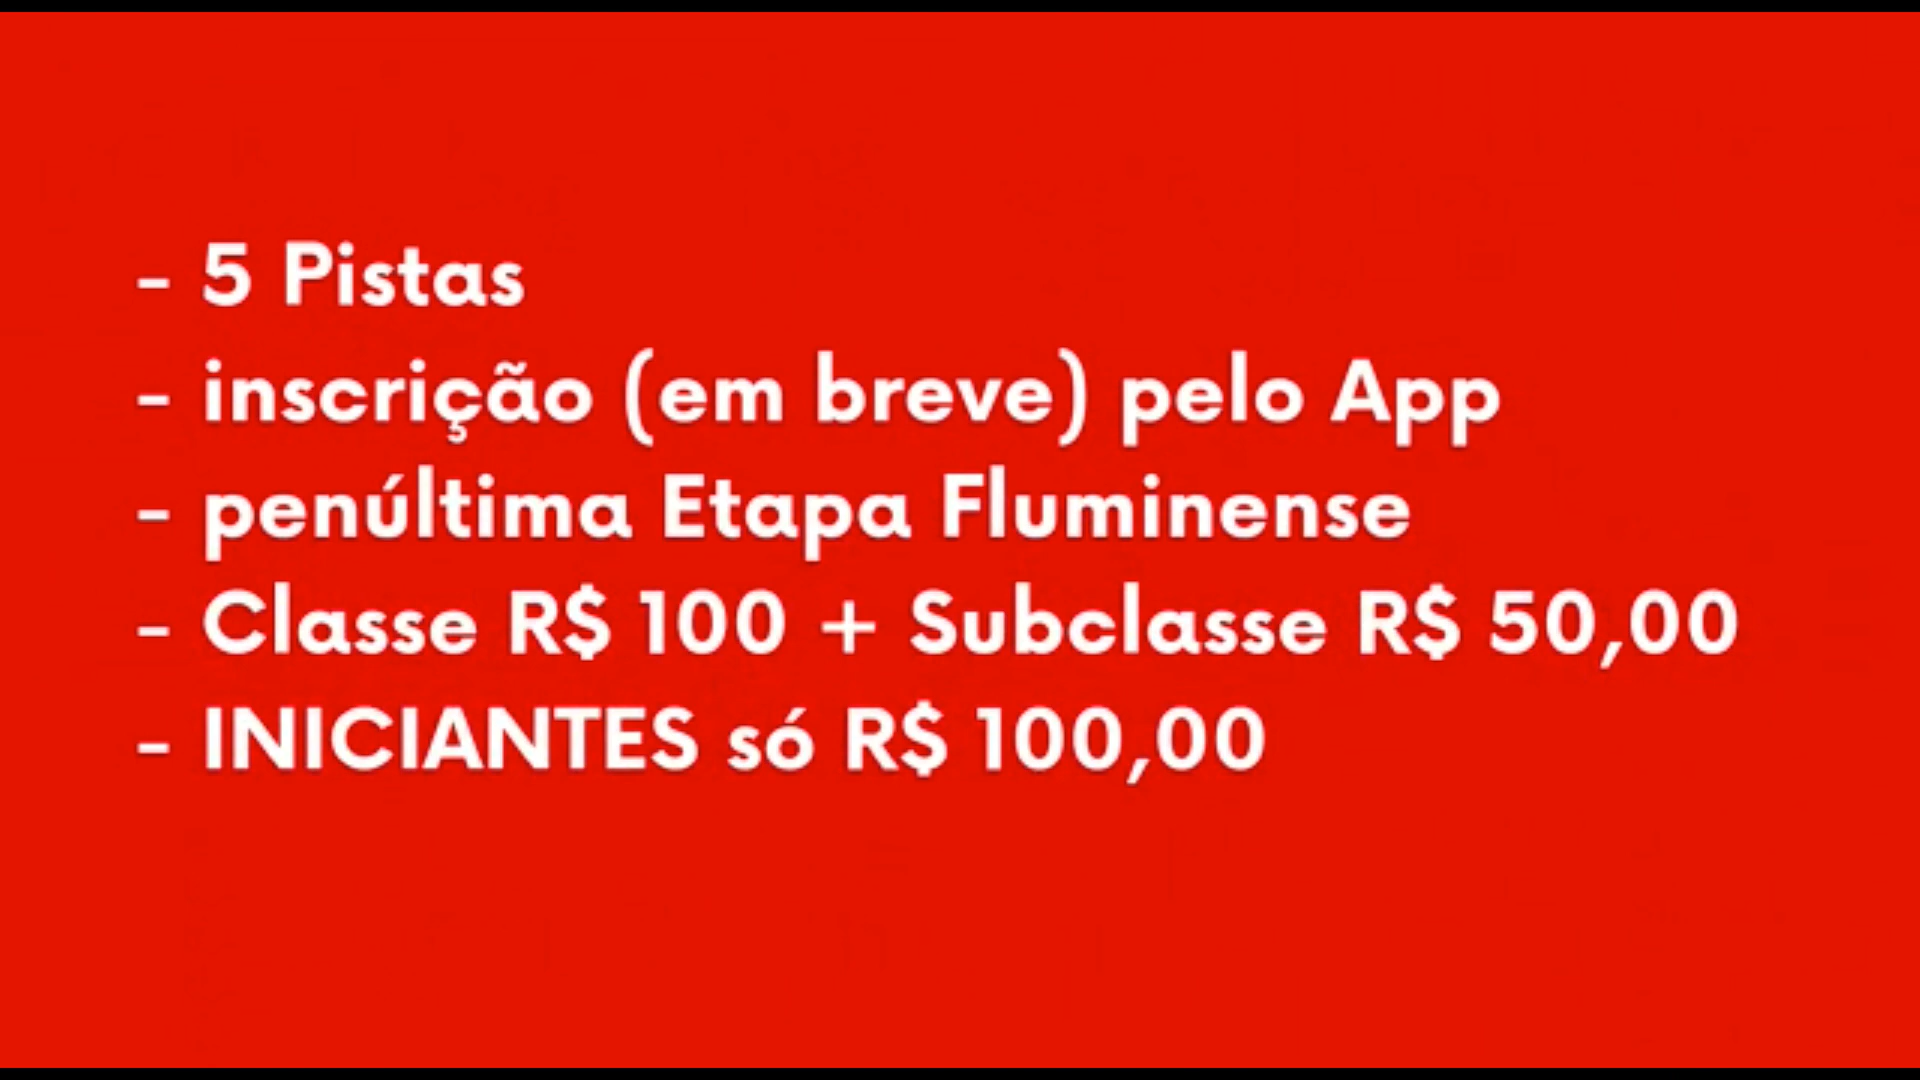 - 5 Pistas
- inscrição (em breve) pelo App
- penúltima Etapa Fluminense
- Classe R$ 100 + Subclasse R$ 50,00
- INICIANTES só R$ 100,00